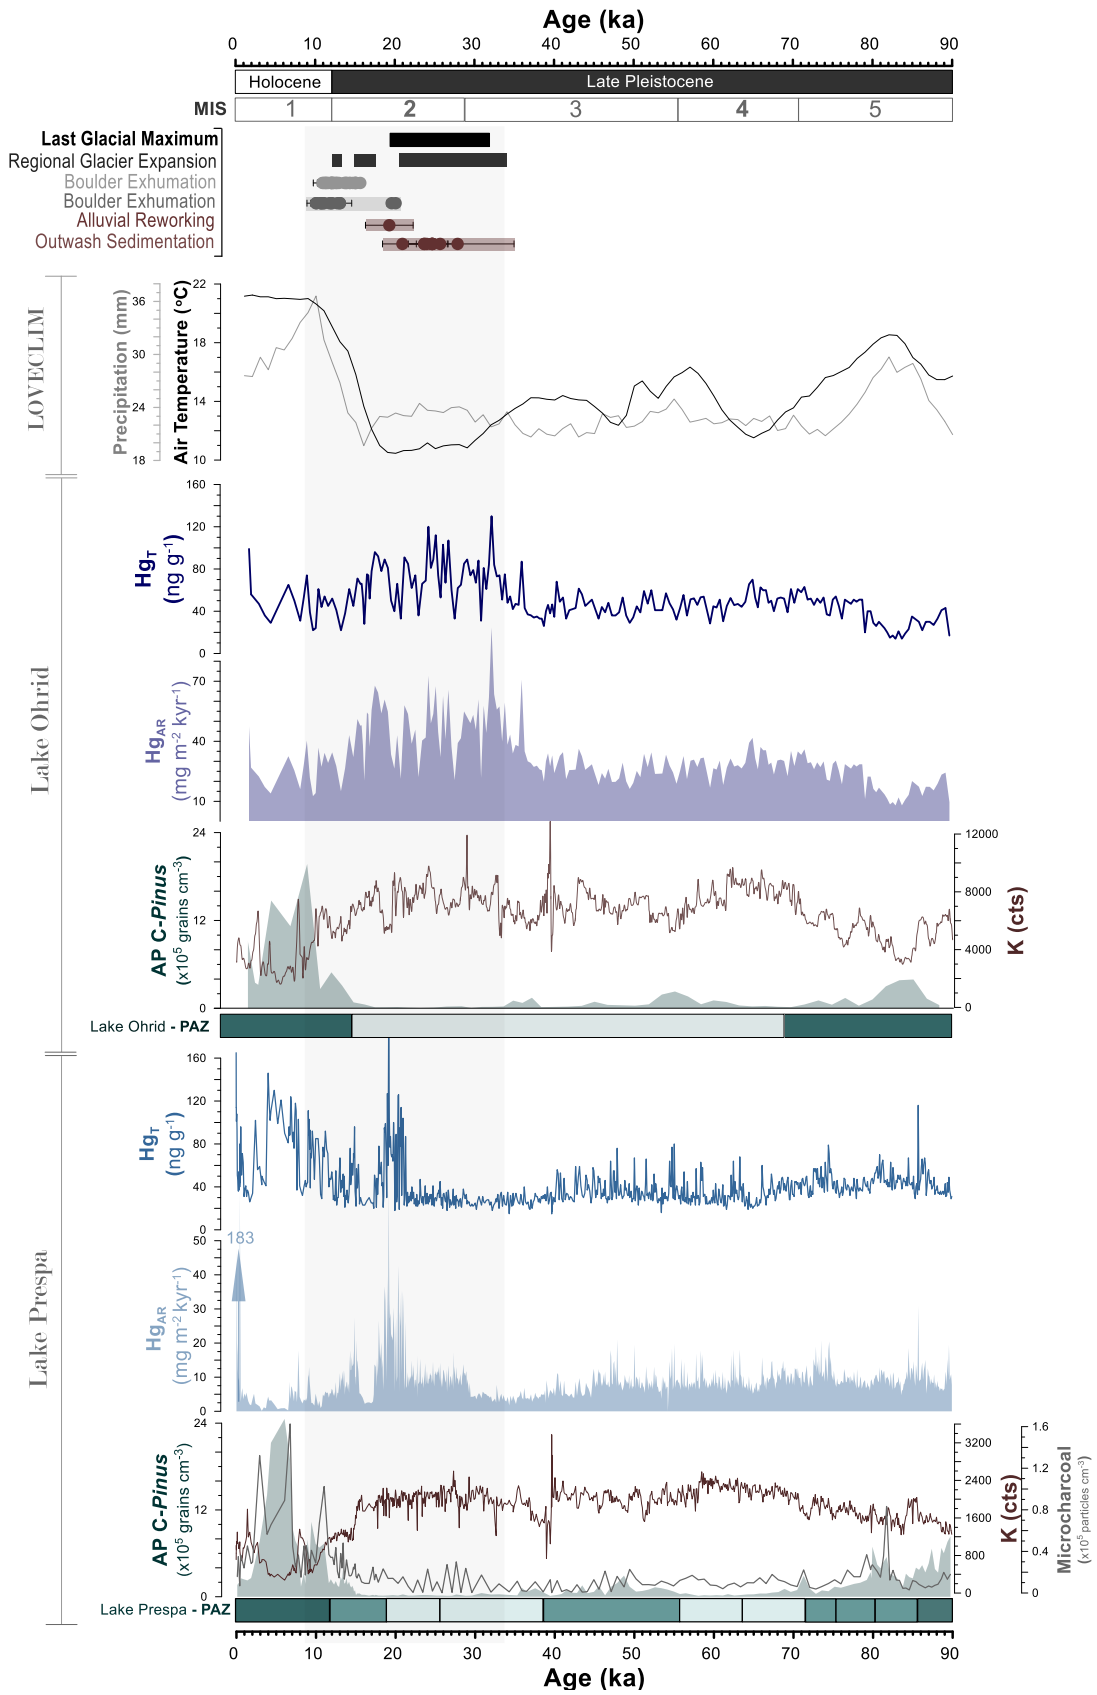 Age (ka)
0 10 20 30 40 50 60 70 80 90
Holocene Late Pleistocene
MIS 1 2 3 4 5
Last Glacial Maximum
Regional Glacier Expansion
Boulder Exhumation
Boulder Exhumation
Alluvial Reworking
Outwash Sedimentation
LOVECLIM
Precipitation (mm)
36
30
24
18
Air Temperature (°C)
22
18
14
10
Lake Ohrid
HgT
(ng g-1)
160
120
80
40
0
HgAR
(mg m-2 kyr-1)
70
40
10
AP C-Pinus
(x105 grains cm-3)
24
12
0
12000
8000
4000
0
K (cts)
Lake Ohrid - PAZ
Lake Prespa
HgT
(ng g-1)
160
120
80
40
0
183
HgAR
(mg m-2 kyr-1)
50
40
30
20
10
0
AP C-Pinus
(x105 grains cm-3)
24
12
0
3200
2400
1600
800
0
K (cts)
1.6
1.2
0.8
0.4
0
Microcharcoal
(x105 particles cm-3)
Lake Prespa - PAZ
0 10 20 30 40 50 60 70 80 90
Age (ka)